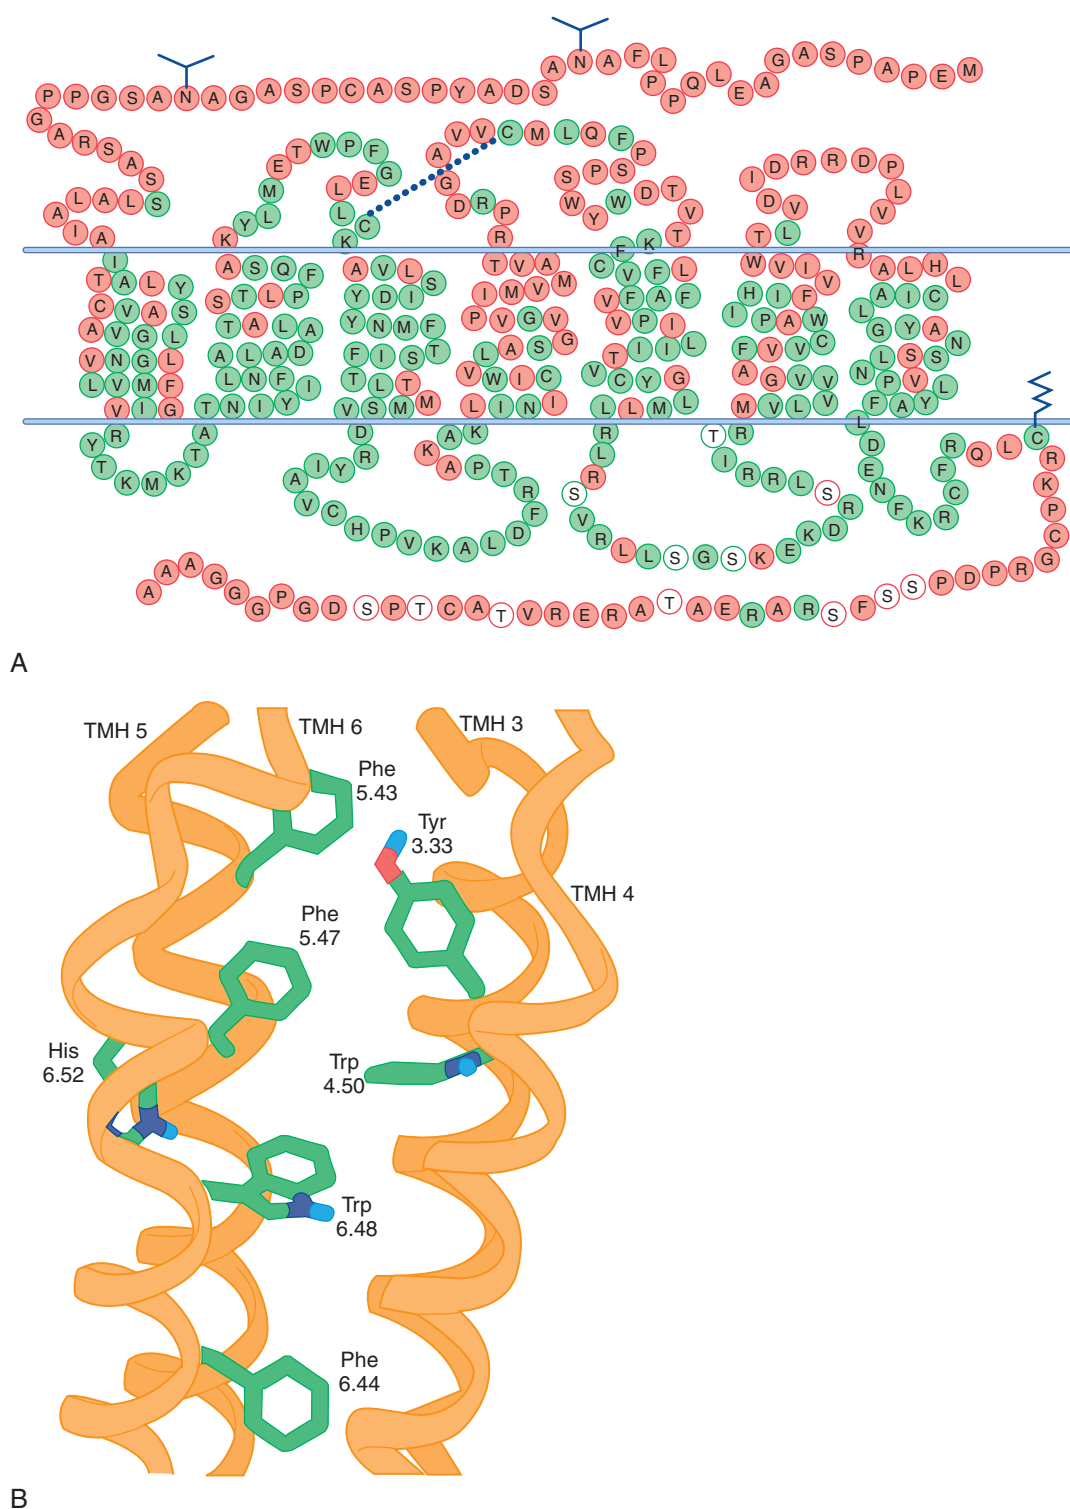 A N A F L P P Q L E A G A S P A P E M
P P G S A N A G A S P C A S P Y A D S
G A R S A S S L A L A I A
K Y L M E T W P F G E L L C K
R P R D G A V V C M L Q F P S P S W Y W D T V T K F
T L V D I D R R R D P L V V R
I
T A L Y
C V A S
A V G L
V N G L
L V M F
V I G
A S Q F
S T L P
T A L A
A L A D
L N F I
T N I Y
A V L S
Y D I S
Y N M F
F I S T
T L T M
V S M M
T V A
I M V M
P V G V
L A S G
V W I C
L I N I
C V F L
V F A F
V P I
T I I L
V C Y G
L L M L
W V I V
H I F
I P A W
F V V C
A G V V
M V L V
A L H L
A I C
L G Y A
L S S N
N P V L
F A Y
R Y T K M K T A
D R Y I A V C H P V K A L D F R T P A K A K
R L R S V R L L S G S K E K D R S L R R I T R
L D E N F K R C F R Q L C R K P C G
A A A G G G P G D S P T C A T V R E R A T A E R A R S F S S P D P R
A
TMH 5
TMH 6
TMH 3
Phe
5.43
Tyr
3.33
TMH 4
Phe
5.47
His
6.52
Trp
4.50
Trp
6.48
Phe
6.44
B